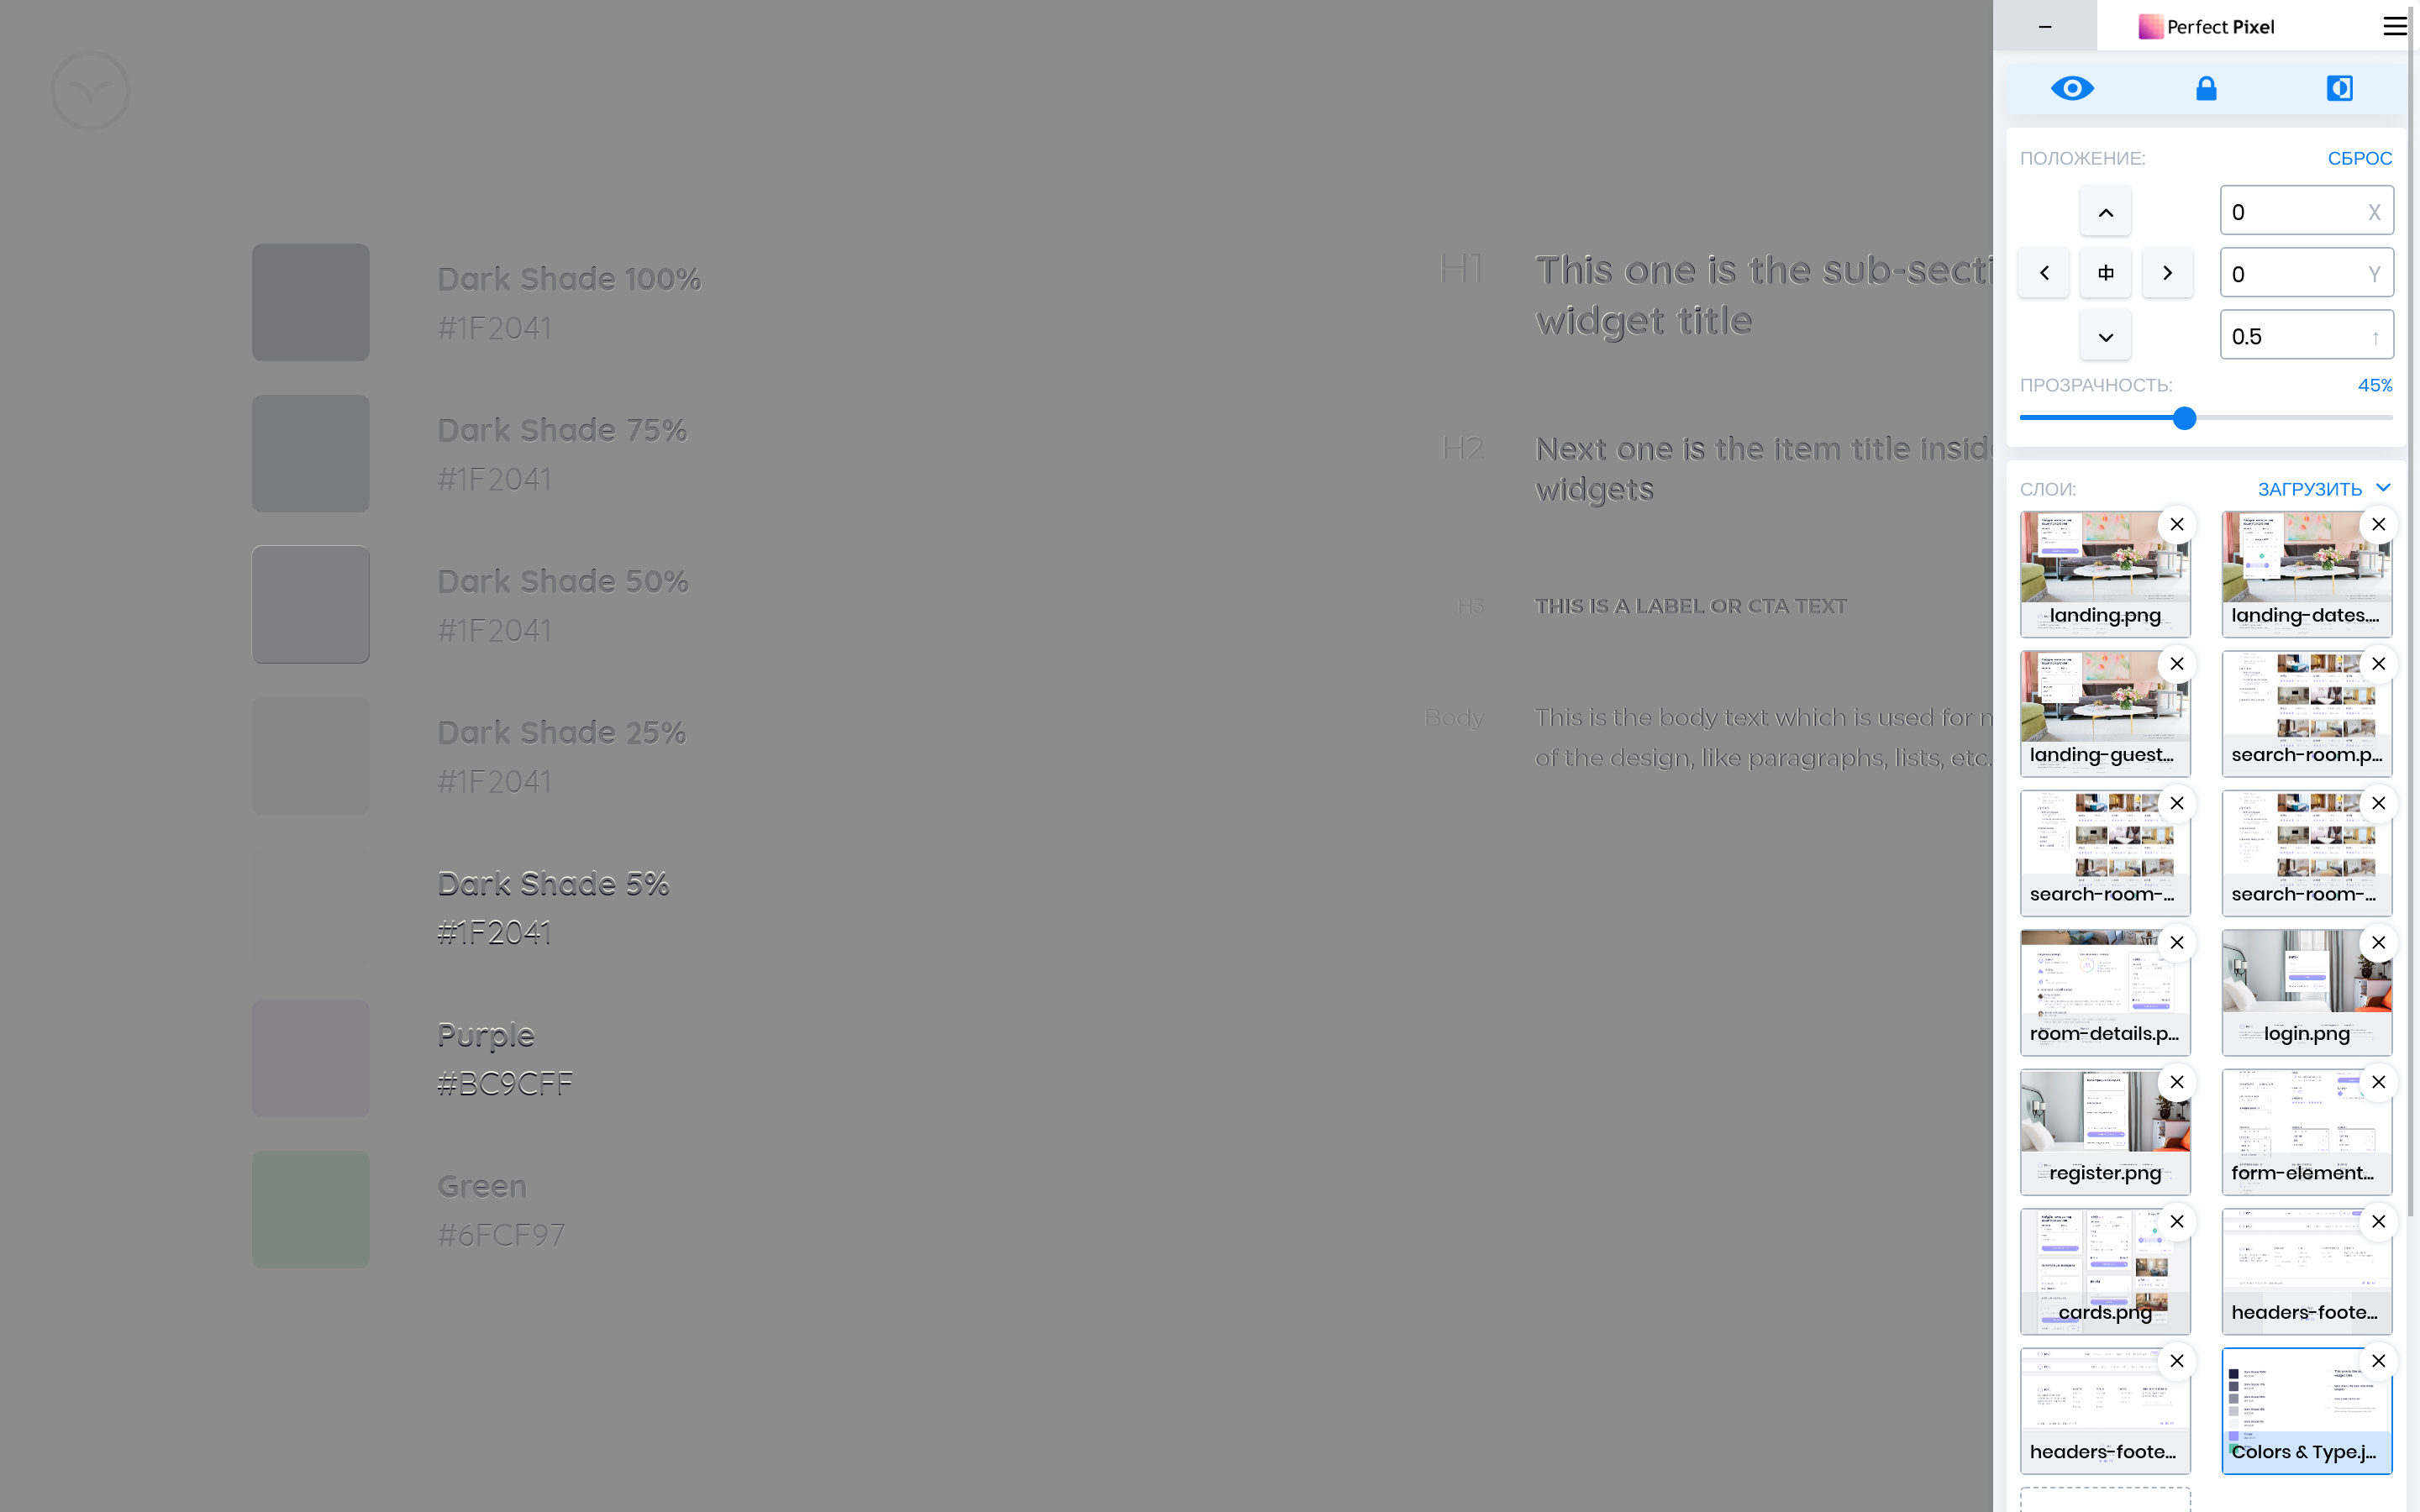 Dark Shade 100%
#1F2041
Dark Shade 75%
#1F2041
Dark Shade 50%
#1F2041
Dark Shade 25%
#1F2041
Dark Shade 5%
#1F2041
Purple
#BC9CFF
Green
#6FCF97
H1
This one is the sub-secti
widget title
H2
Next one is the item title inside
widgets
H3
THIS IS A LABEL OR CTA TEXT
Body
This is the body text which is used for
of the design, like paragraphs, lists, etc.
Perfect Pixel
ПОЛОЖЕНИЕ:
СБРОС
0 X
0 Y
0.5 ↑
ПРОЗРАЧНОСТЬ:
45%
СЛОИ:
ЗАГРУЗИТЬ
landing.png
landing-dates....
landing-guest...
search-room.p...
search-room-...
search-room-...
room-details.p...
login.png
register.png
form-element...
cards.png
headers-foote...
headers-foote...
Colors & Type.j...